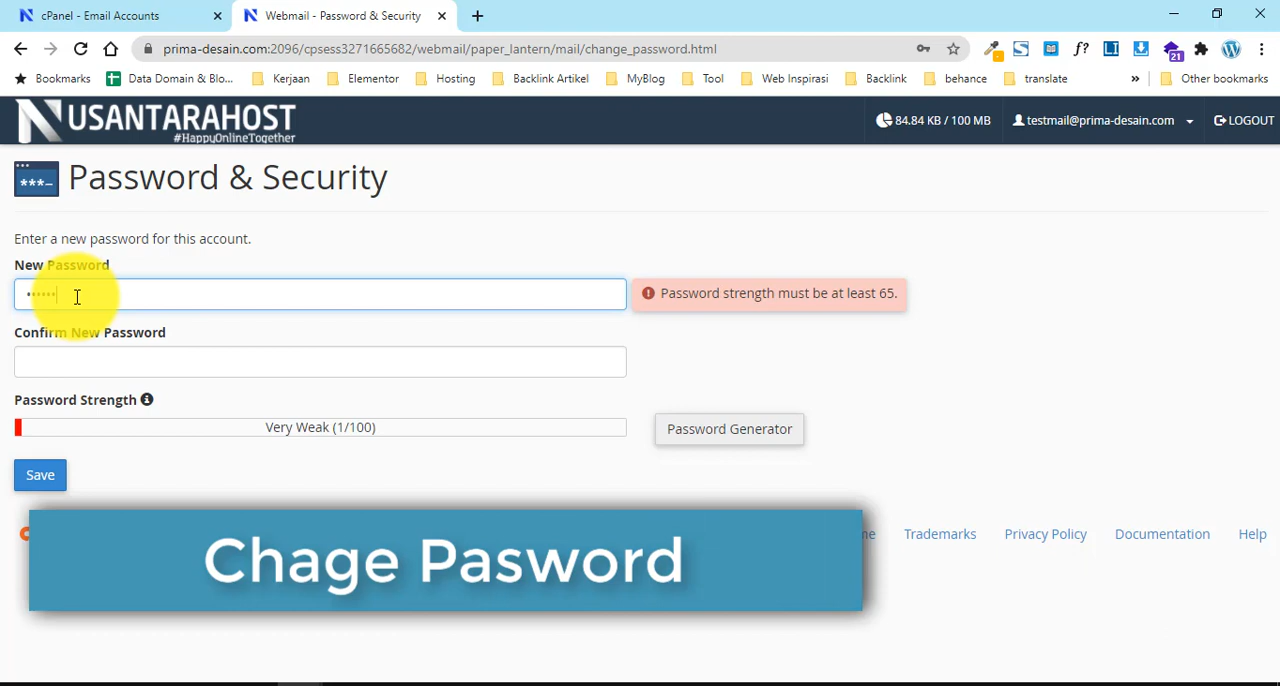 cPanel - Email Accounts
Webmail - Password & Security
prima-desain.com:2096/cpsess3271665682/webmail/paper_lantern/mail/change_password.html
21
Bookmarks
Data Domain & Blo...
Kerjaan
Elementor
Hosting
Backlink Artikel
MyBlog
Tool
Web Inspirasi
Backlink
behance
translate
»
Other bookmarks
NUSANTARAHOST
#HappyOnlineTogether
84.84 KB / 100 MB
testmail@prima-desain.com
LOGOUT
***_ Password & Security
Enter a new password for this account.
New Password
••••••
Password strength must be at least 65.
Confirm New Password
Password Strength
Very Weak (1/100)
Password Generator
Save
Trademarks
Privacy Policy
Documentation
Help
Chage Pasword